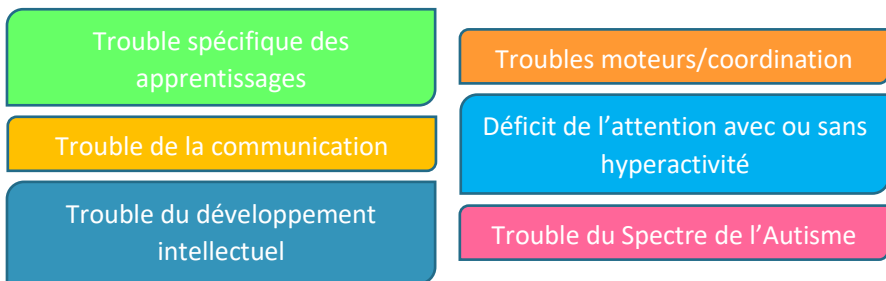 Trouble spécifique des
apprentissages
Trouble de la communication
Trouble du développement
intellectuel
Troubles moteurs/coordination
Déficit de l’attention avec ou sans
hyperactivité
Trouble du Spectre de l’Autisme